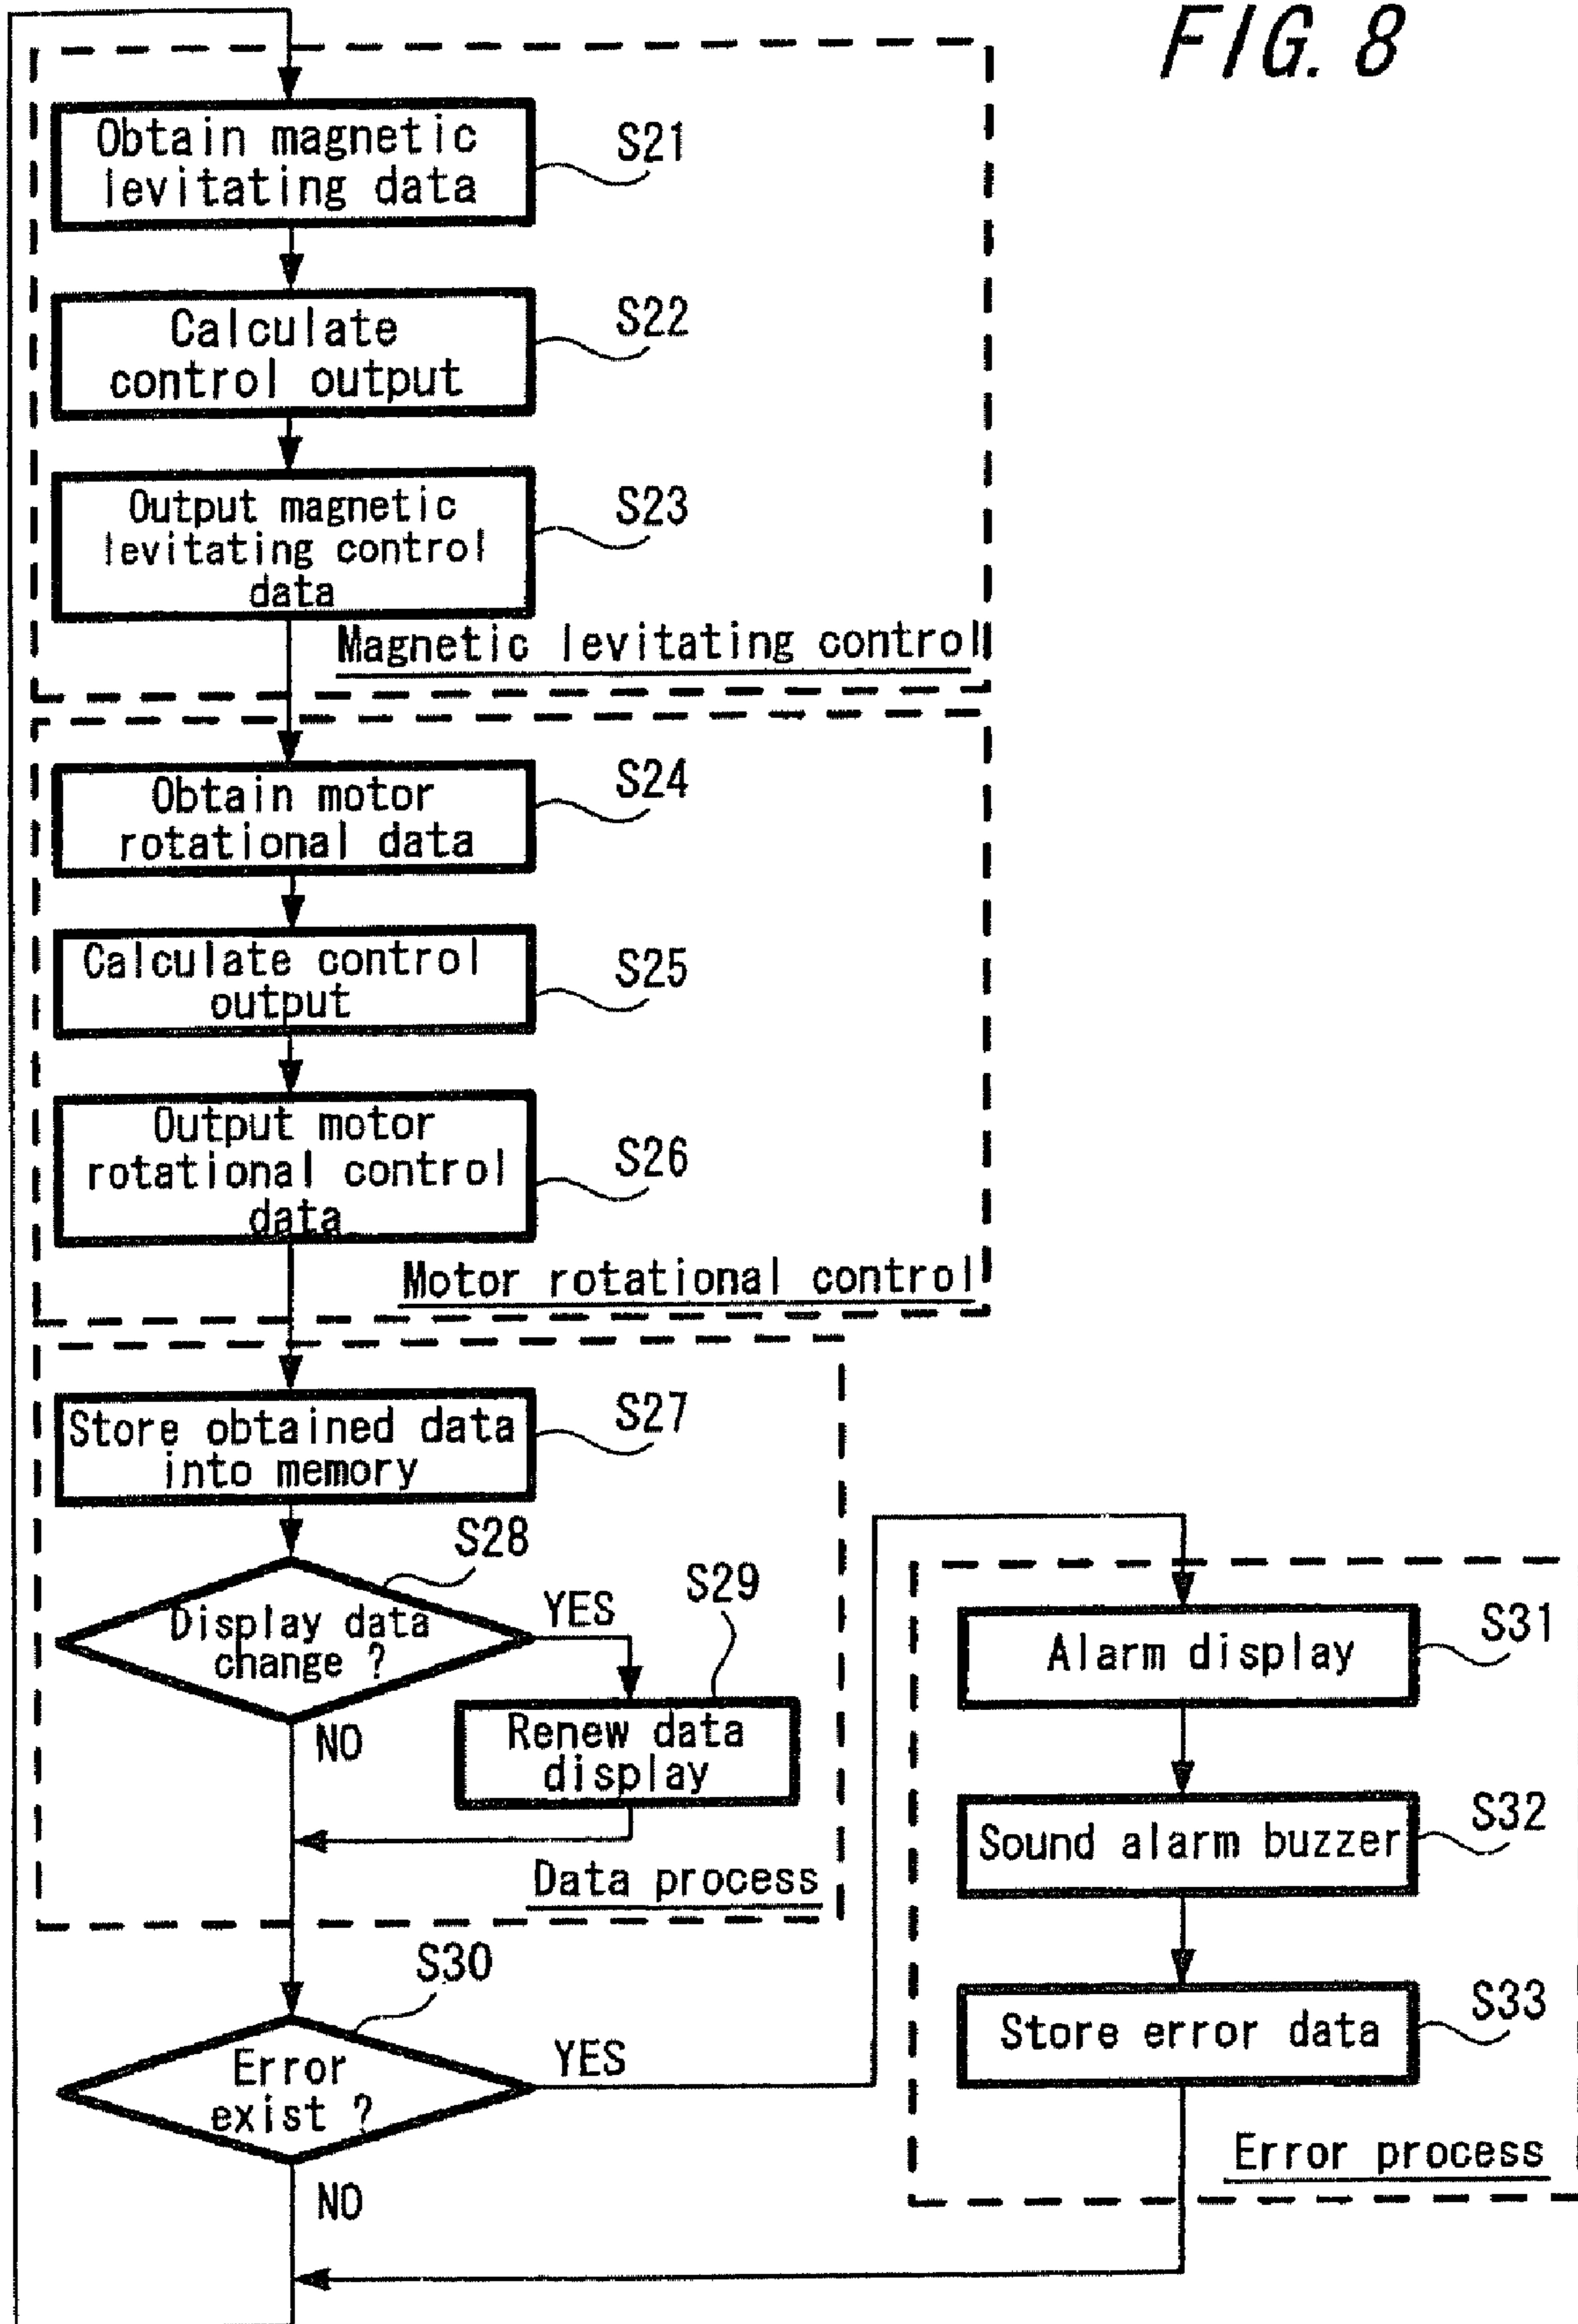 FIG. 8
Obtain magnetic
levitating data
S21
Calculate
control output
S22
Output magnetic
levitating control
data
S23
Magnetic levitating control
Obtain motor
rotational data
S24
Calculate control
output
S25
Output motor
rotational control
data
S26
Motor rotational control
Store obtained data
into memory
S27
S28
Display data
change ?
YES
NO
S29
Renew data
display
Data process
S30
Error
exist ?
YES
NO
Alarm display
S31
Sound alarm buzzer
S32
Store error data
S33
Error process